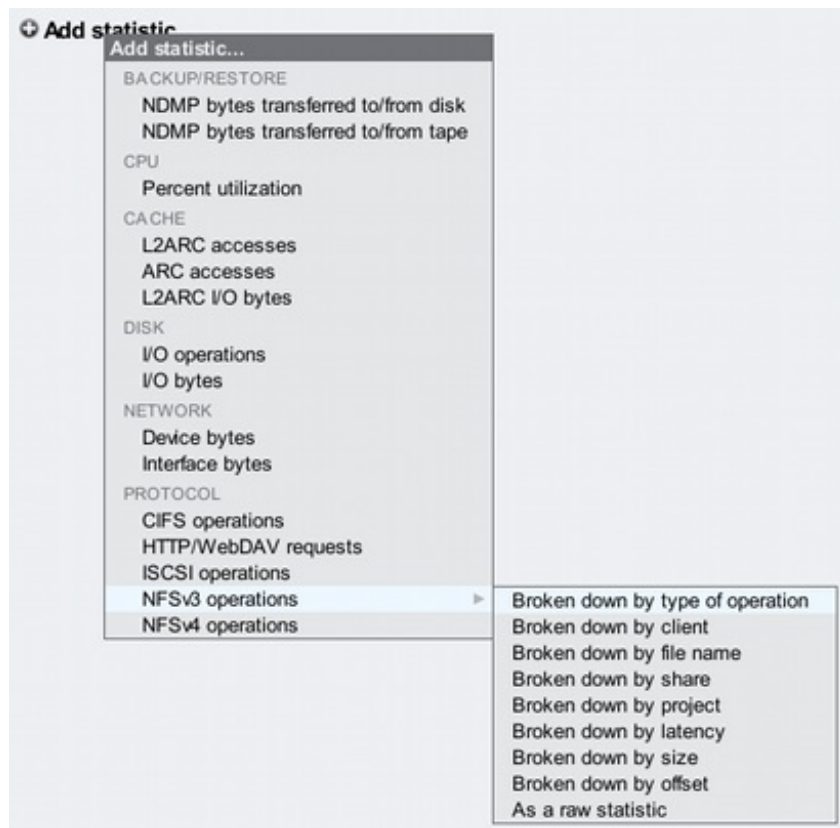 Add statistic
Add statistic...
BACKUP/RESTORE
NDMP bytes transferred to/from disk
NDMP bytes transferred to/from tape
CPU
Percent utilization
CACHE
L2ARC accesses
ARC accesses
L2ARC I/O bytes
DISK
I/O operations
I/O bytes
NETWORK
Device bytes
Interface bytes
PROTOCOL
CIFS operations
HTTP/WebDAV requests
ISCSI operations
NFSv3 operations
NFSv4 operations
Broken down by type of operation
Broken down by client
Broken down by file name
Broken down by share
Broken down by project
Broken down by latency
Broken down by size
Broken down by offset
As a raw statistic